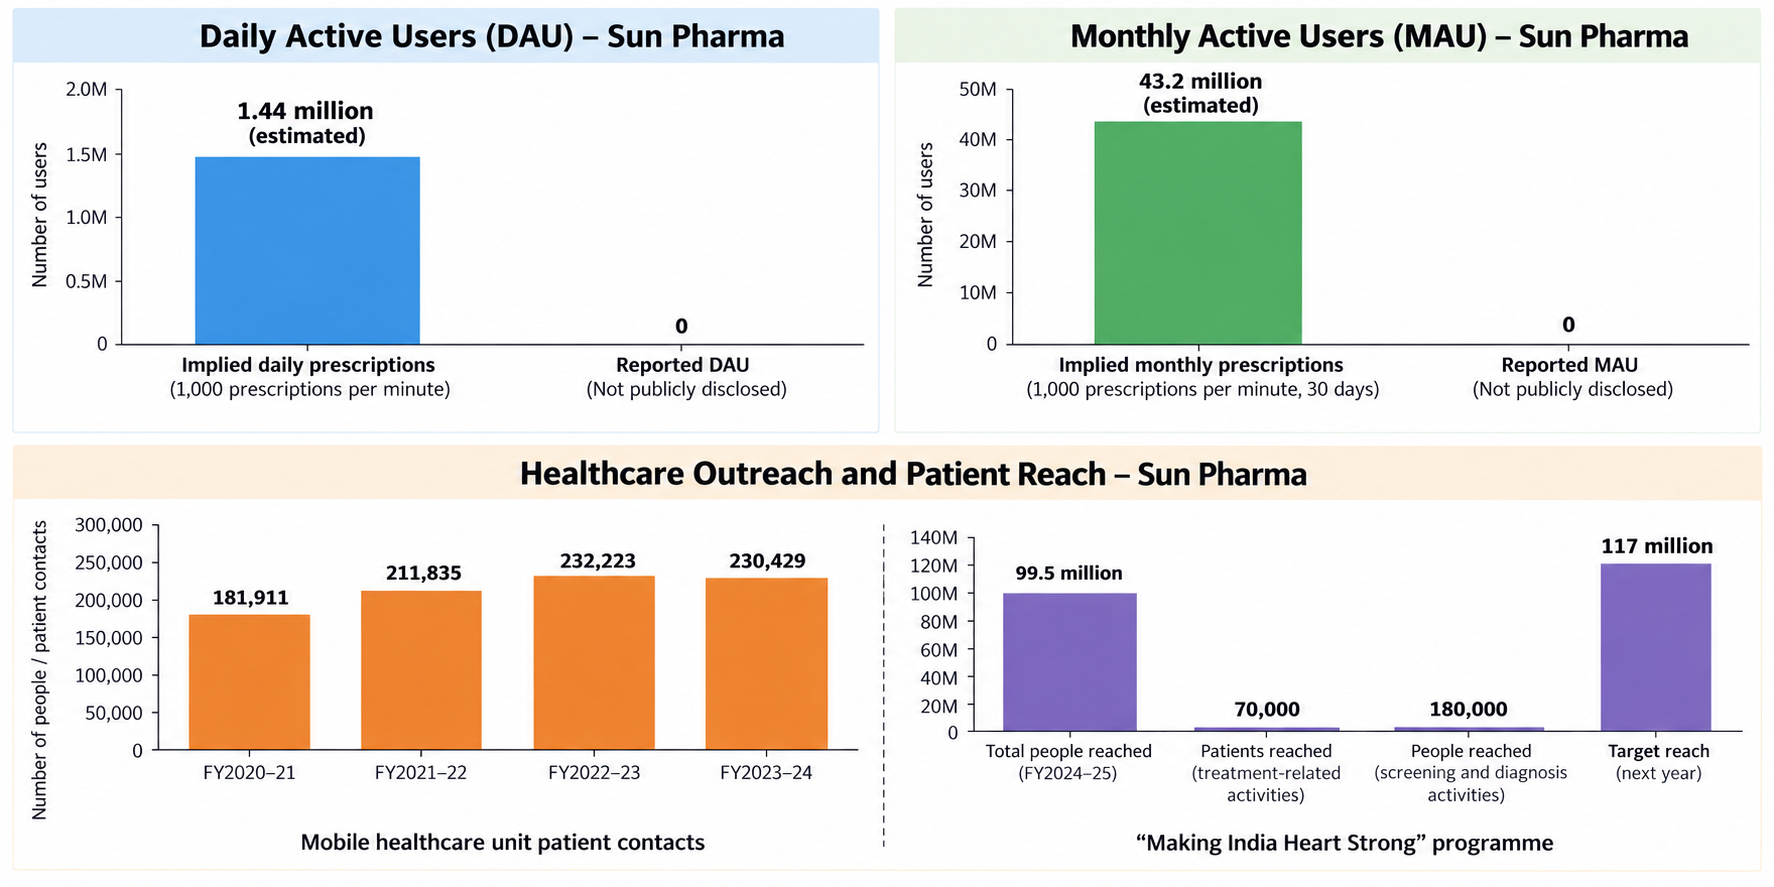 Daily Active Users (DAU) – Sun Pharma
Number of users
2.0M
1.5M
1.0M
0.5M
0
1.44 million
(estimated)
0
Implied daily prescriptions
(1,000 prescriptions per minute)
Reported DAU
(Not publicly disclosed)
Monthly Active Users (MAU) – Sun Pharma
Number of users
50M
40M
30M
20M
10M
0
43.2 million
(estimated)
0
Implied monthly prescriptions
(1,000 prescriptions per minute, 30 days)
Reported MAU
(Not publicly disclosed)
Healthcare Outreach and Patient Reach – Sun Pharma
Number of people / patient contacts
300,000
250,000
200,000
150,000
100,000
50,000
0
181,911
211,835
232,223
230,429
FY2020–21
FY2021–22
FY2022–23
FY2023–24
Mobile healthcare unit patient contacts
140M
120M
100M
80M
60M
40M
20M
0
99.5 million
70,000
180,000
117 million
Total people reached
(FY2024–25)
Patients reached
(treatment-related
activities)
People reached
(screening and diagnosis
activities)
Target reach
(next year)
“Making India Heart Strong” programme